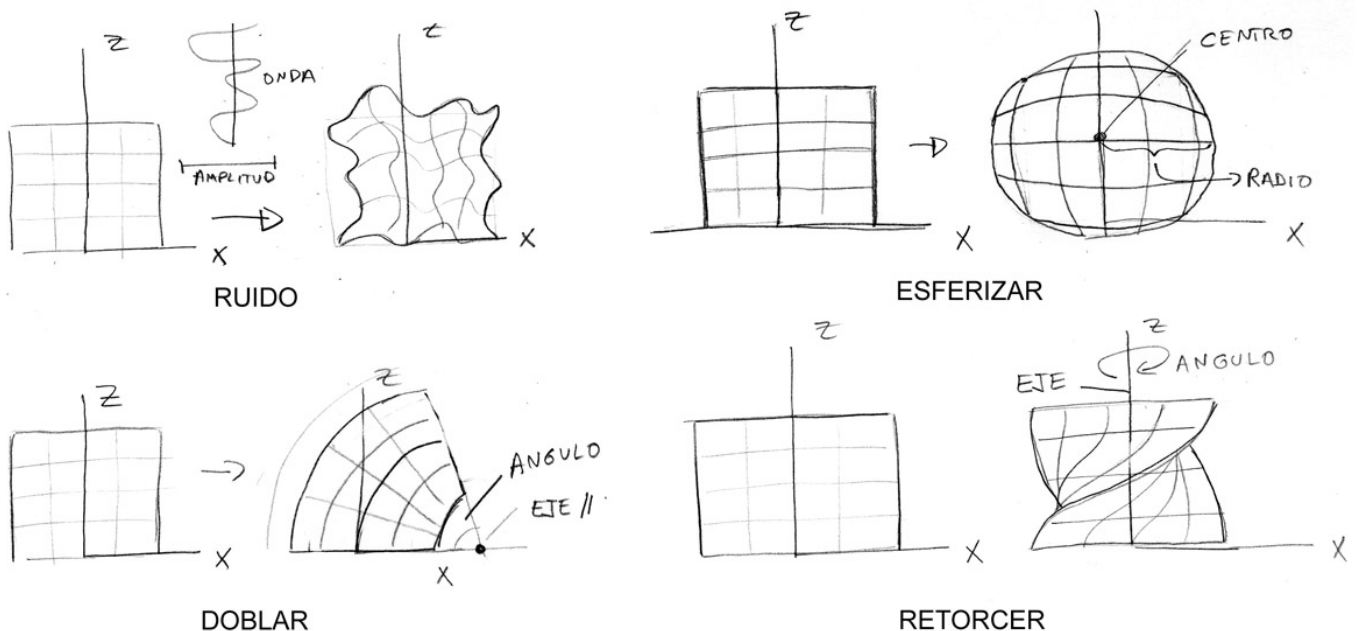 Z
ONDA
AMPLITUD
X
Z
X
RUIDO
Z
X
CENTRO
RADIO
X
ESFERIZAR
Z
X
Z
ANGULO
EJE //
X
DOBLAR
Z
X
Z
EJE
ANGULO
X
RETORCER